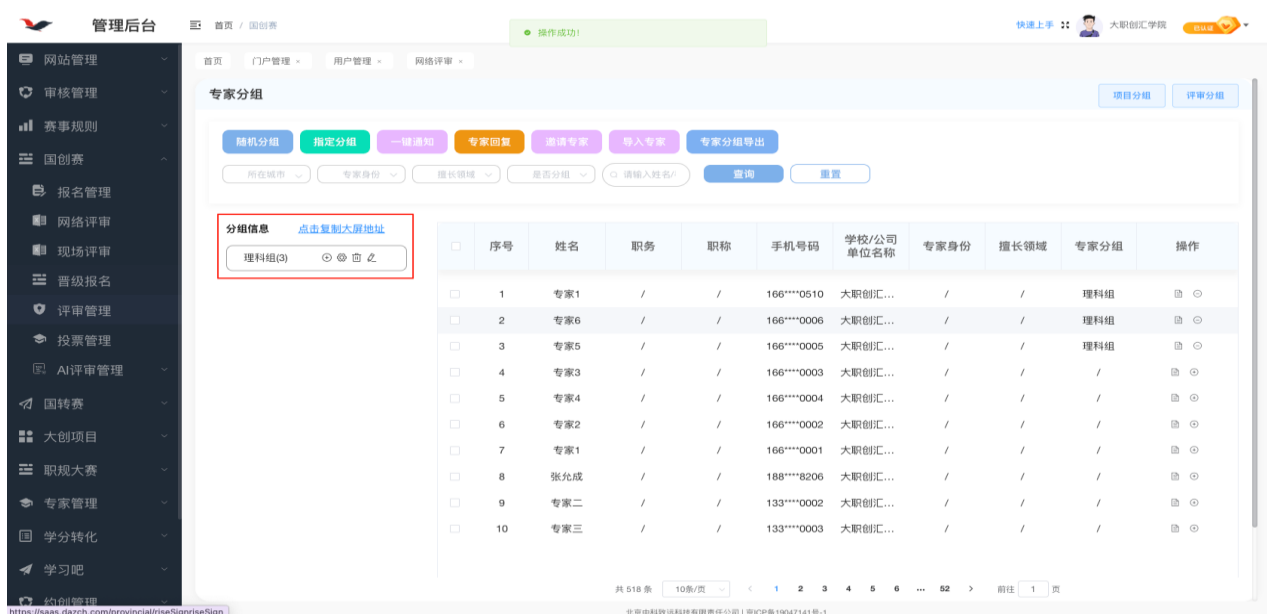 管理后台
首页 / 国创赛
操作成功!
快速上手
大职创汇学院
首页
门户管理 ×
用户管理 ×
网络评审 ×
网站管理
审核管理
赛事规则
国创赛
报名管理
网络评审
现场评审
晋级报名
评审管理
投票管理
AI评审管理
国转赛
大创项目
职规大赛
专家管理
学分转化
学习吧
约创管理
专家分组
项目分组
评审分组
随机分组
指定分组
一键通知
专家回复
邀请专家
导入专家
专家分组导出
所在城市
专家身份
擅长领域
是否分组
请输入姓名/
查询
重置
分组信息
点击复制大屏地址
理科组(3)
序号 姓名 职务 职称 手机号码 学校/公司单位名称 专家身份 擅长领域 专家分组 操作
1 专家1 / / 166****0510 大职创汇... / / 理科组
2 专家6 / / 166****0006 大职创汇... / / 理科组
3 专家5 / / 166****0005 大职创汇... / / 理科组
4 专家3 / / 166****0003 大职创汇... / / /
5 专家4 / / 166****0004 大职创汇... / / /
6 专家2 / / 166****0002 大职创汇... / / /
7 专家1 / / 166****0001 大职创汇... / / /
8 张允成 / / 188****8206 大职创汇... / / /
9 专家二 / / 133****0002 大职创汇... / / /
10 专家三 / / 133****0003 大职创汇... / / /
共 518 条 10条/页 < 1 2 3 4 5 6 ... 52 > 前往 1 页
https://saas.dazch.com/provincial/riseSignriseSign